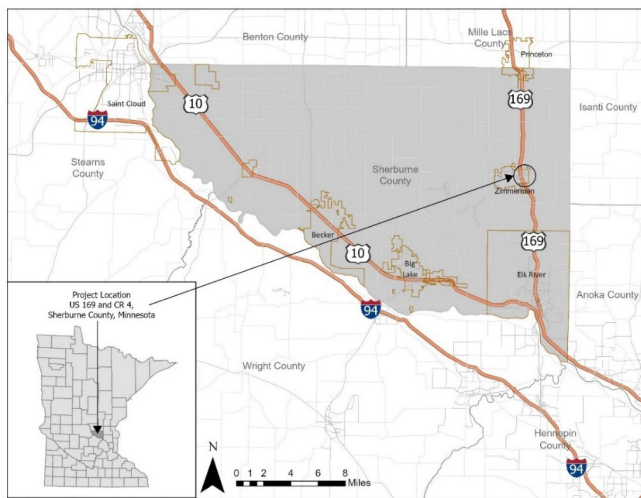 Benton County
Mille Lacs
County
Princeton
10
169
Saint Cloud
94
Isanti County
Stearns
County
Sherburne
County
Zimmerman
Becker
10
Big
Lake
169
Elk River
Anoka County
94
Project Location
US 169 and CR 4,
Sherburne County, Minnesota
Wright County
Hennepin
County
94
N
0 1 2 4 6 8
Miles